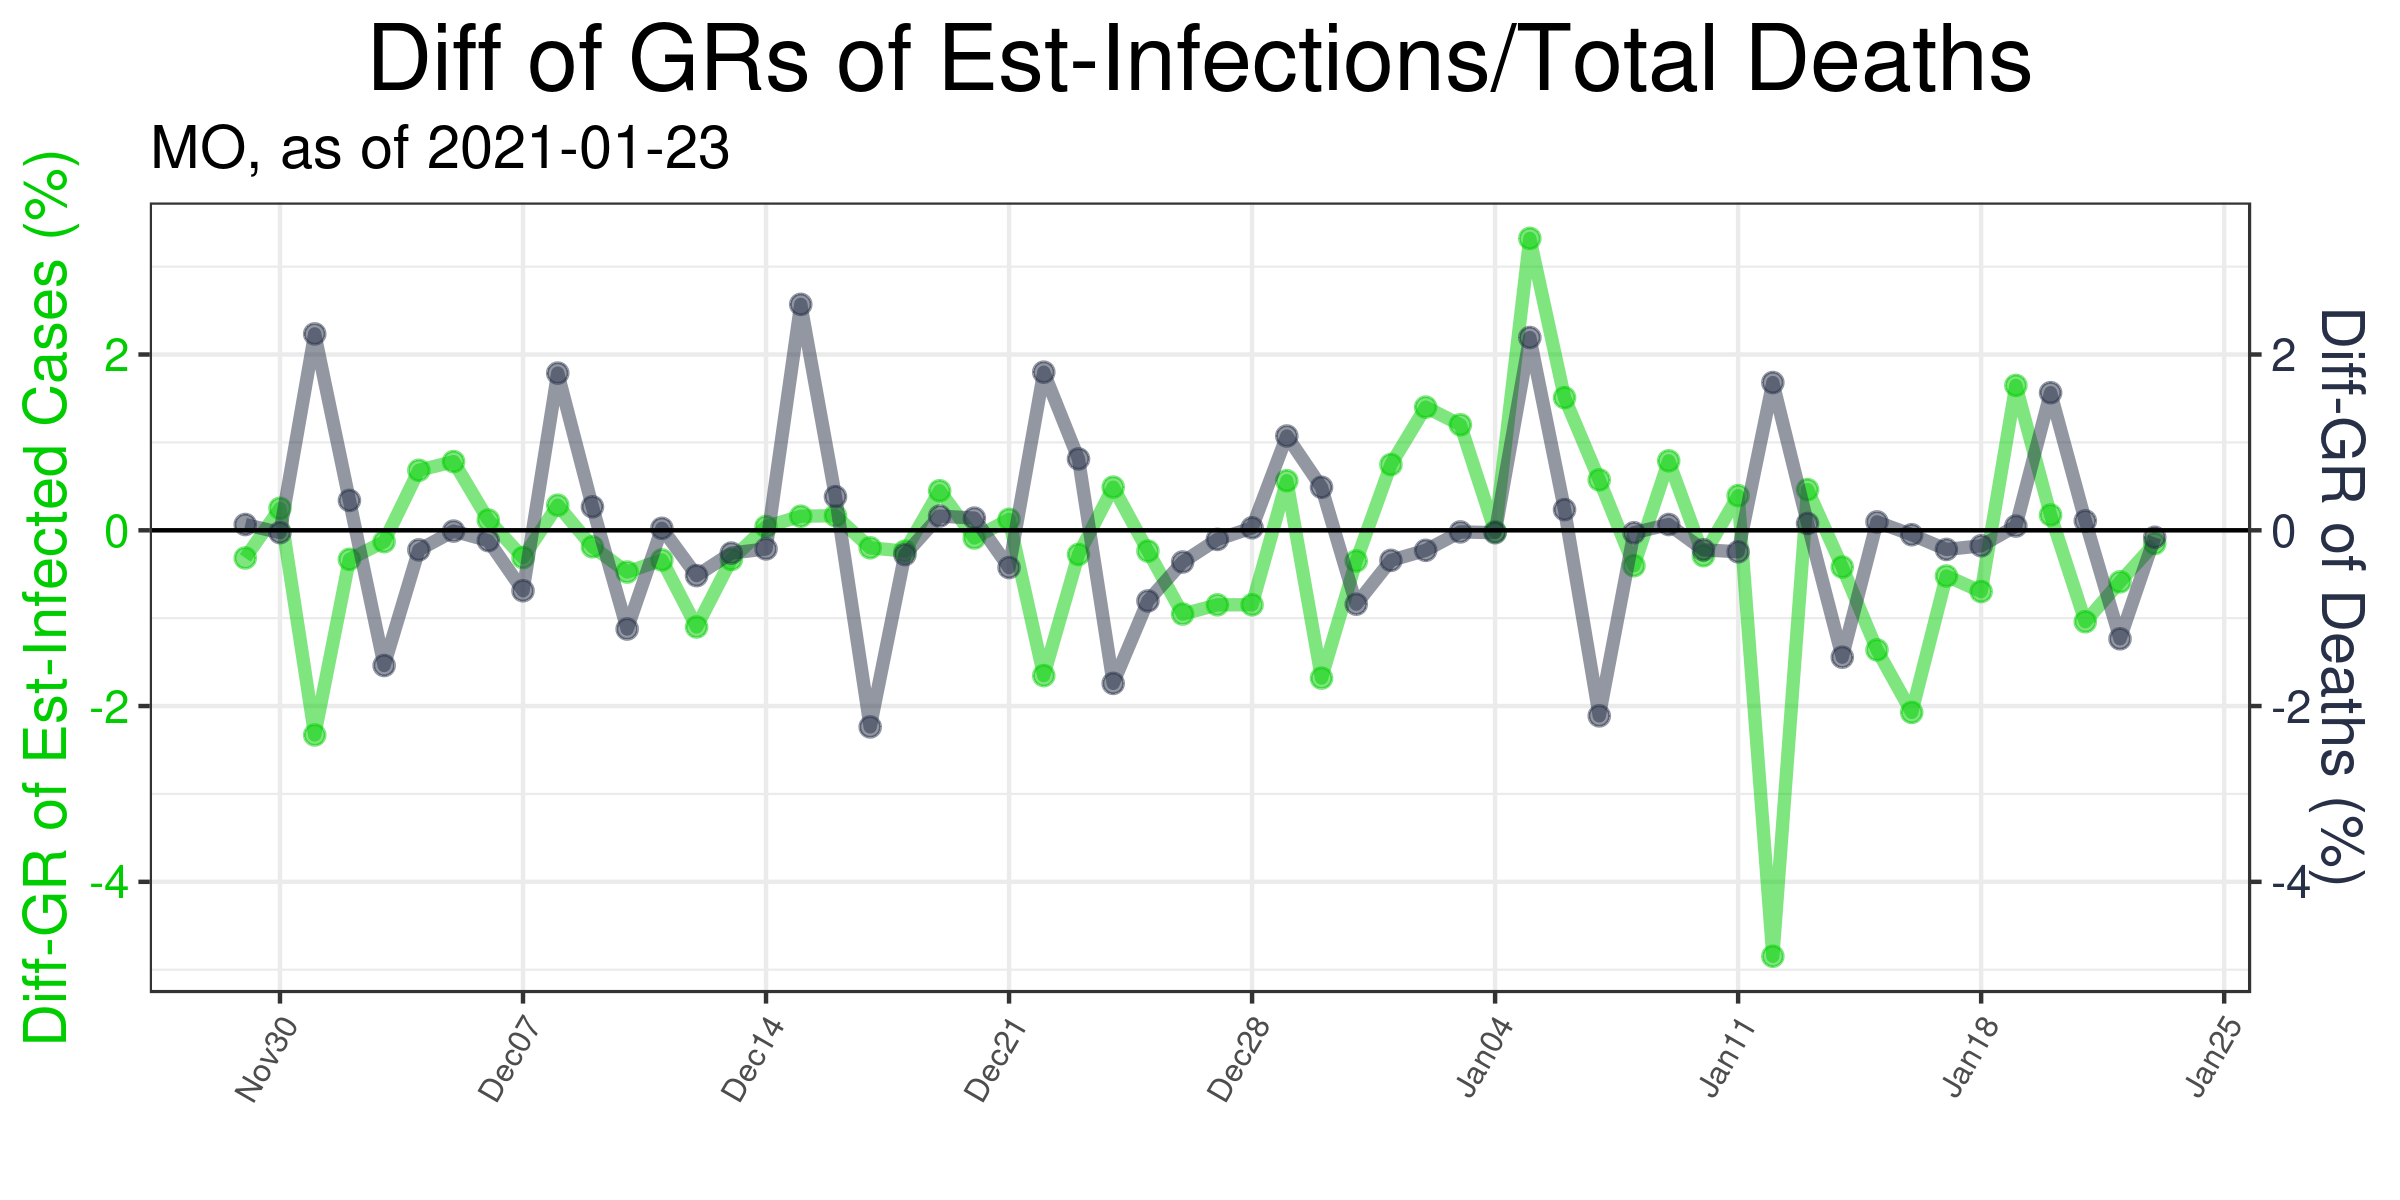 Diff of GRs of Est-Infections/Total Deaths
MO, as of 2021-01-23
Diff-GR of Est-Infected Cases (%)
2
0
-2
-4
2
0
-2
-4
Diff-GR of Deaths (%)
Nov30
Dec07
Dec14
Dec21
Dec28
Jan04
Jan11
Jan18
Jan25